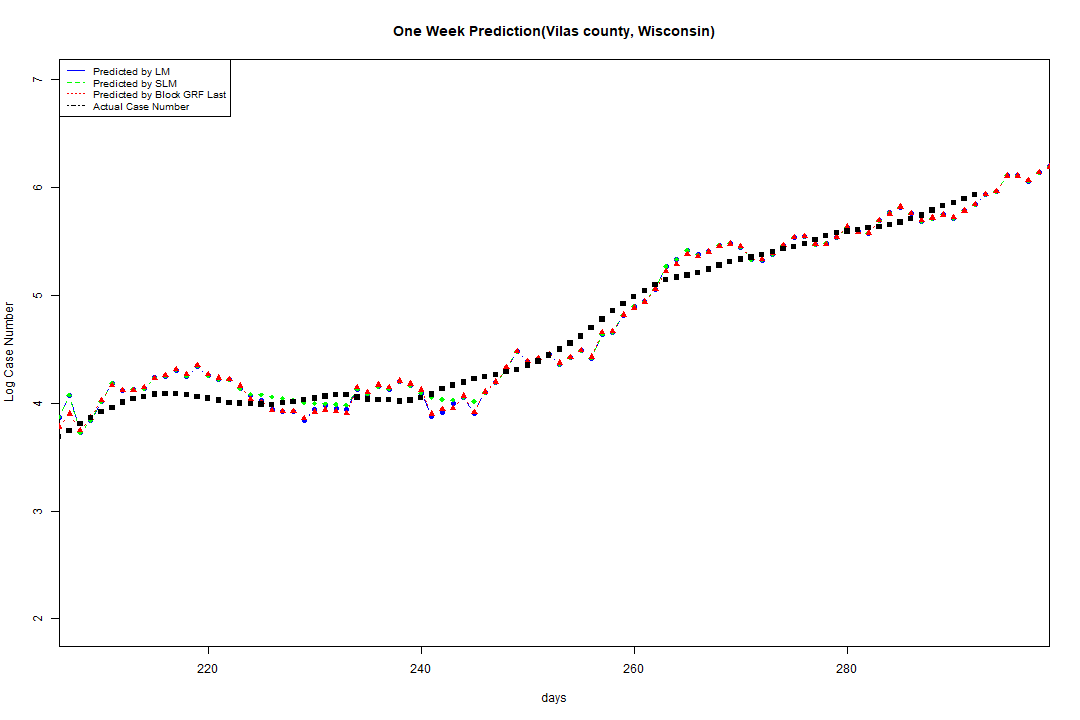 One Week Prediction(Vilas county, Wisconsin)
Predicted by LM
Predicted by SLM
Predicted by Block GRF Last
Actual Case Number
7
6
5
4
3
2
Log Case Number
220 240 260 280
days